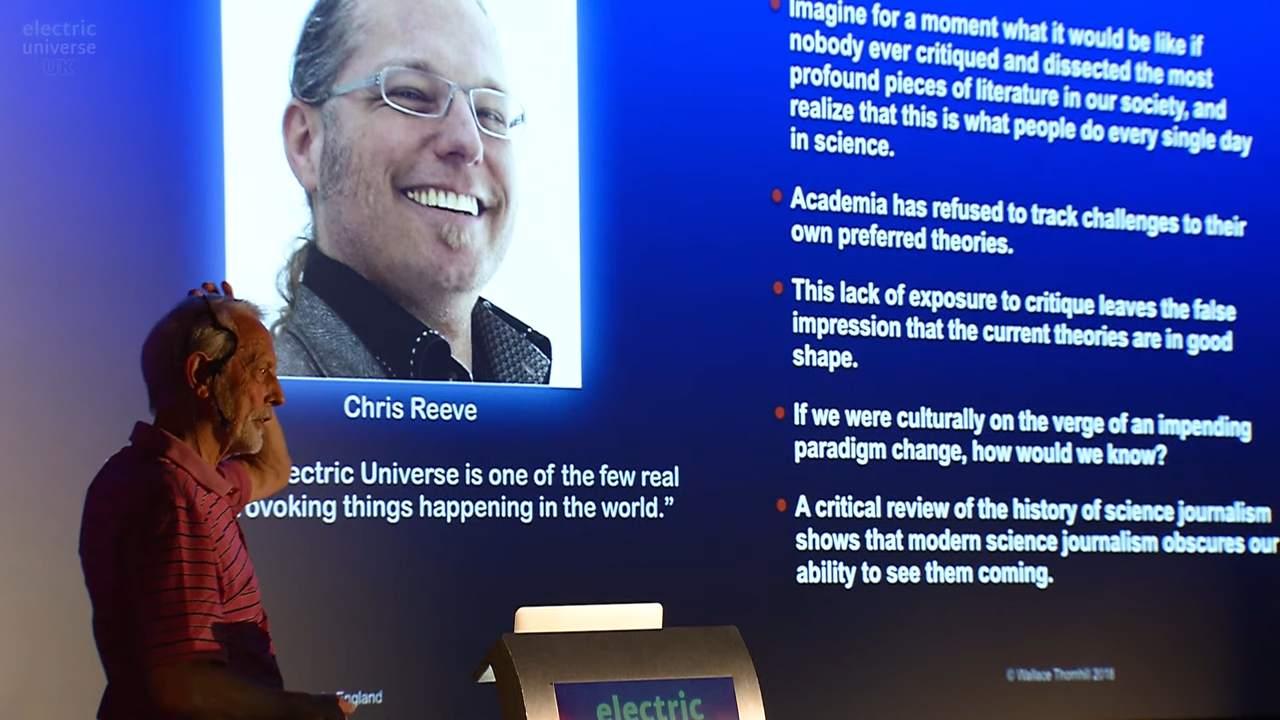 electric
universe
UK
Imagine for a moment what it would be like if
nobody ever critiqued and dissected the most
profound pieces of literature in our society, and
realize that this is what people do every single day
in science.
Academia has refused to track challenges to their
own preferred theories.
This lack of exposure to critique leaves the false
impression that the current theories are in good
shape.
If we were culturally on the verge of an impending
paradigm change, how would we know?
A critical review of the history of science journalism
shows that modern science journalism obscures our
ability to see them coming.
Chris Reeve
ectric Universe is one of the few real
ovoking things happening in the world.”
England
© Wallace Thornhill 2018
electric